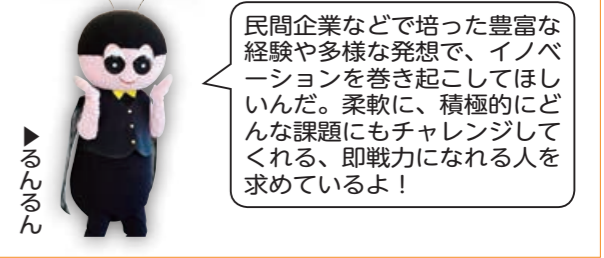 民間企業などで培った豊富な
経験や多様な発想で、イノベ
ーションを巻き起こしてほし
いんだ。柔軟に、積極的にど
んな課題にもチャレンジして
くれる、即戦力になれる人を
求めているよ！
▶るんるん